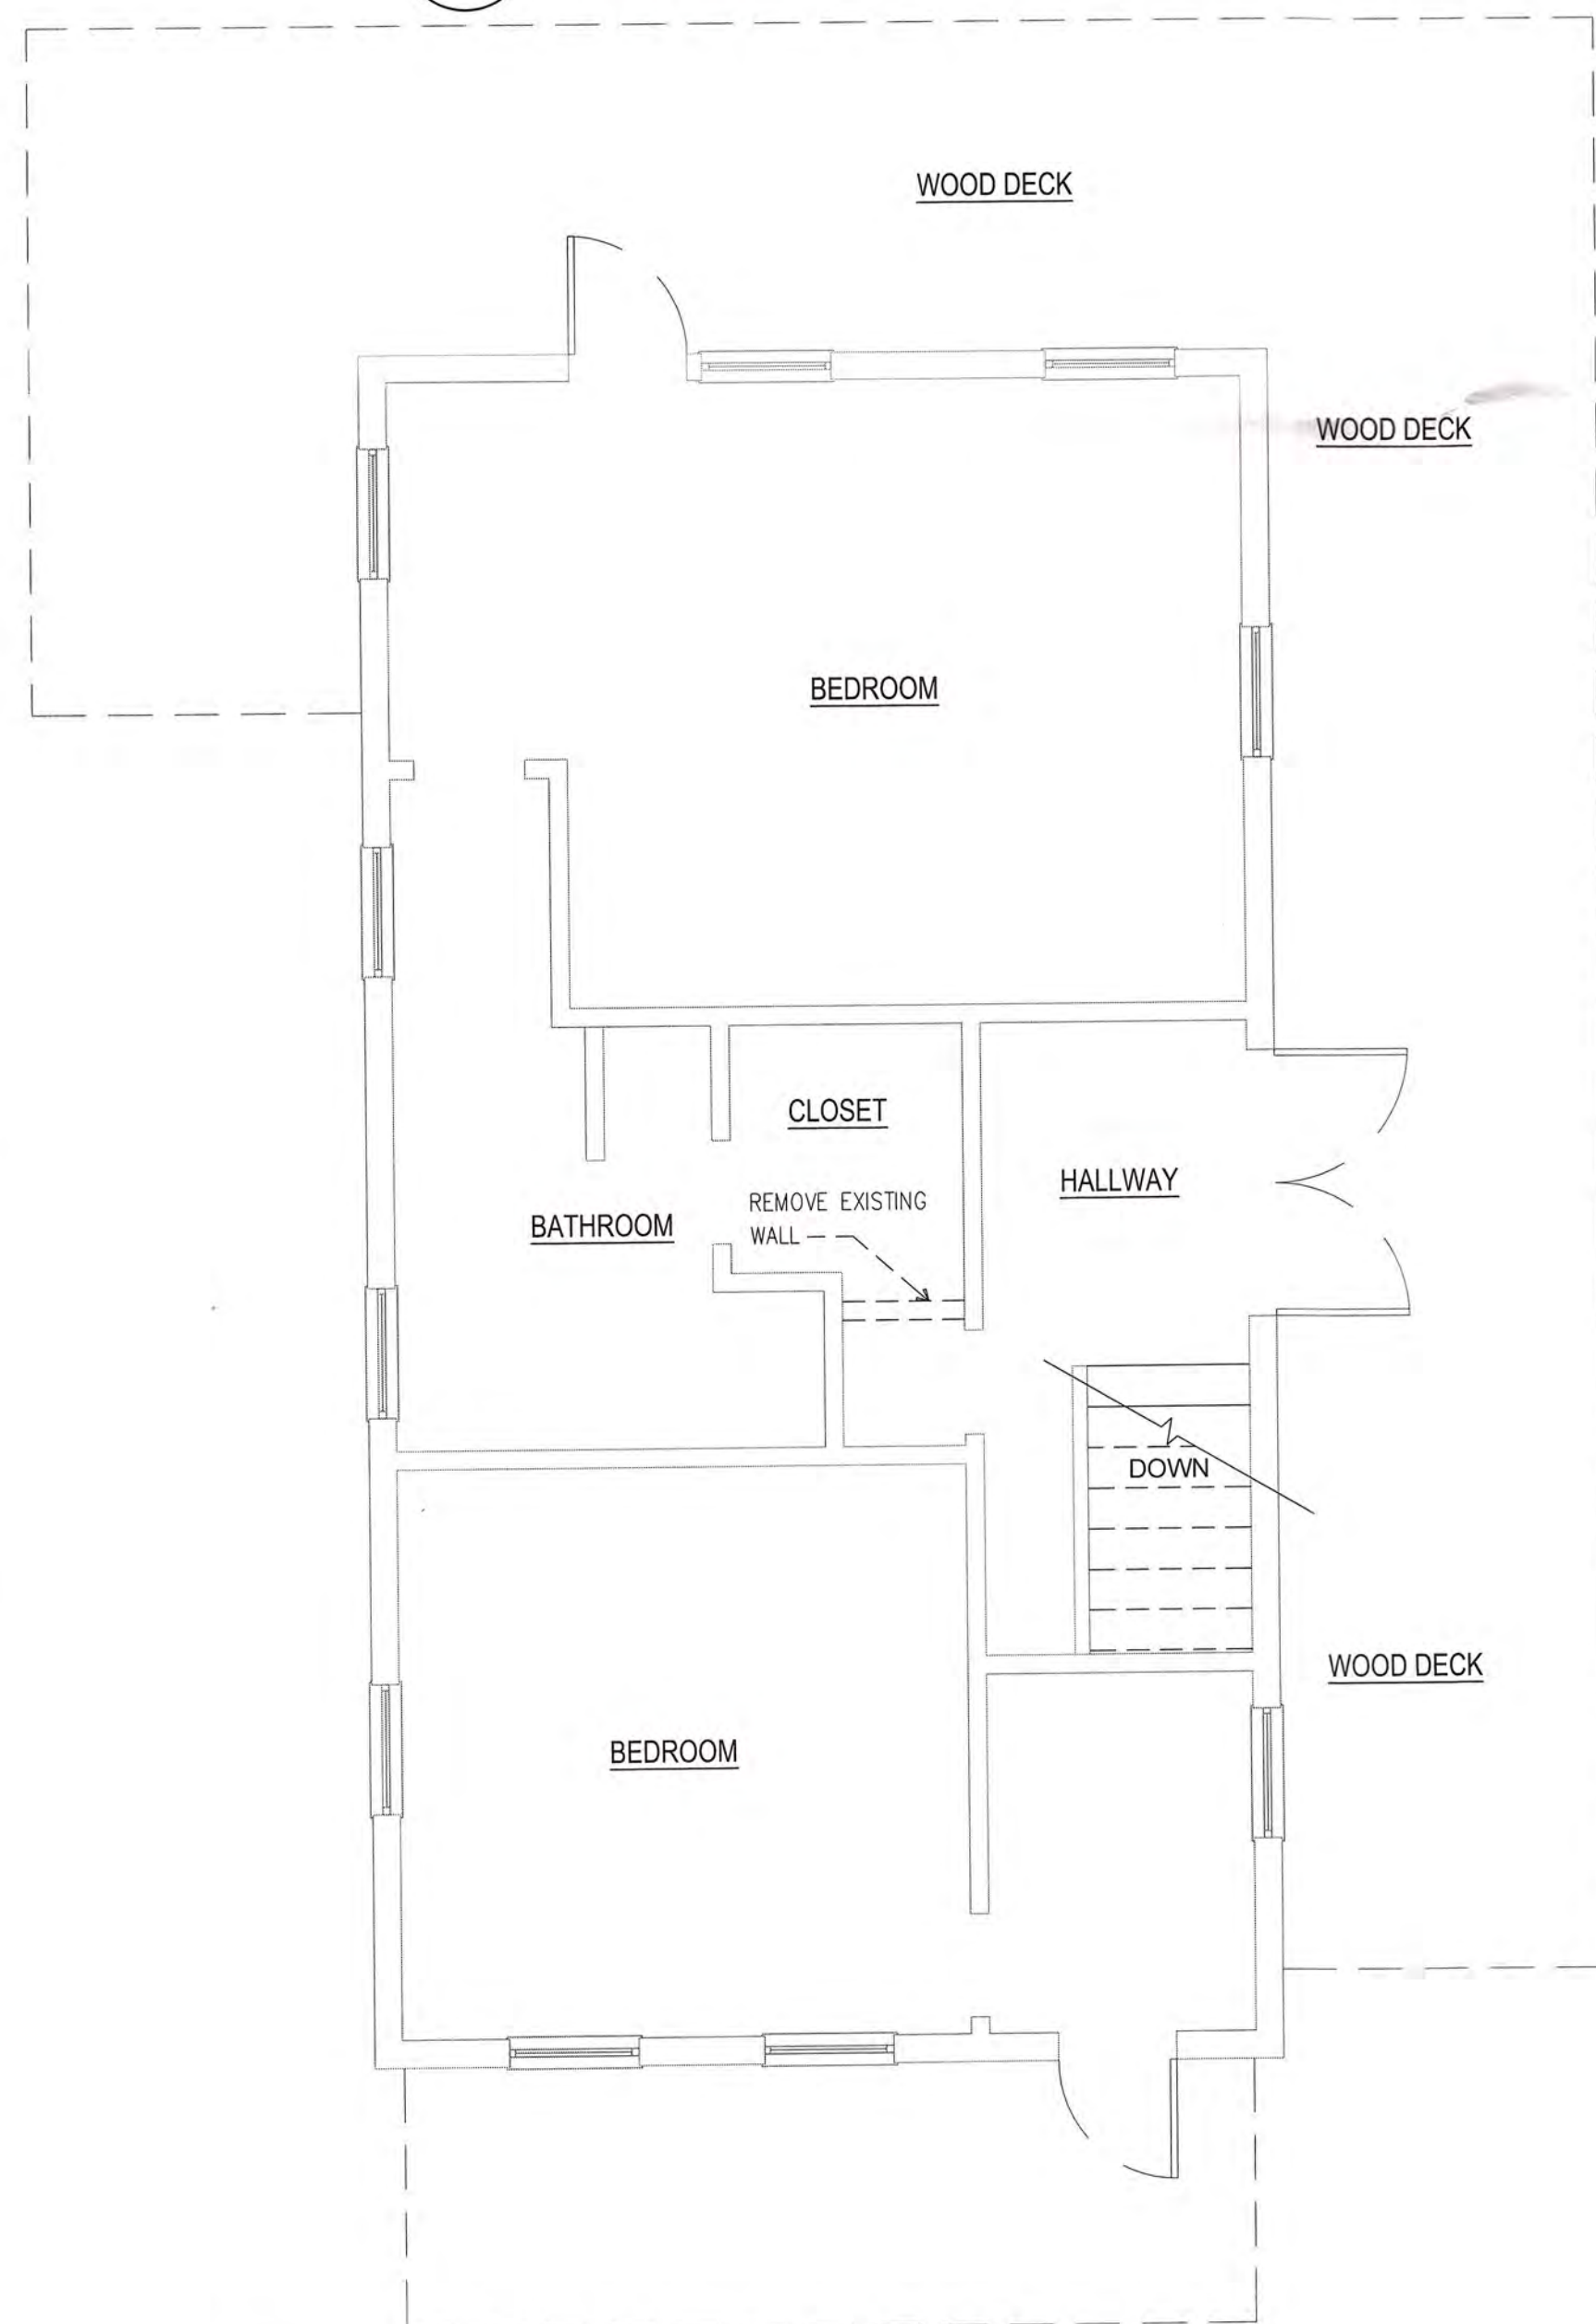 WOOD DECK
WOOD DECK
BEDROOM
CLOSET
HALLWAY
REMOVE EXISTING
WALL
BATHROOM
DOWN
WOOD DECK
BEDROOM